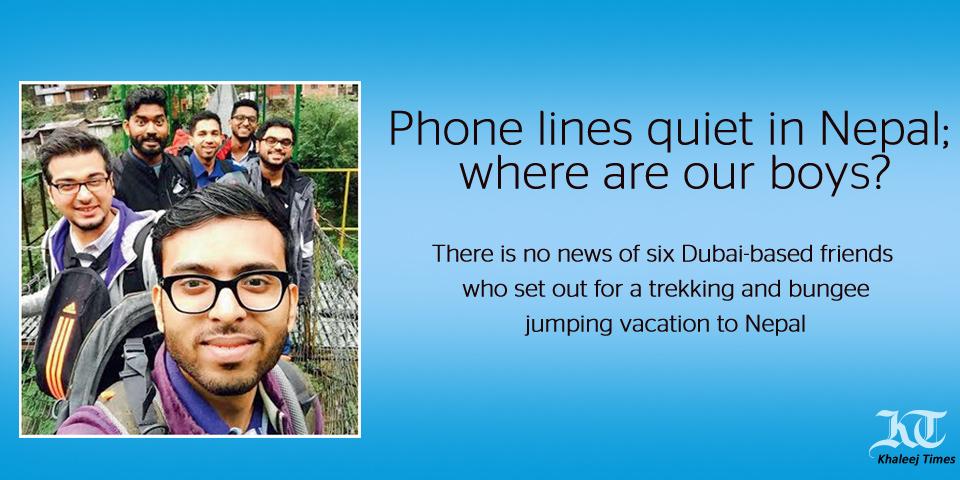 Phone lines quiet in Nepal;
where are our boys?
There is no news of six Dubai-based friends
who set out for a trekking and bungee
jumping vacation to Nepal
KT
Khaleej Times